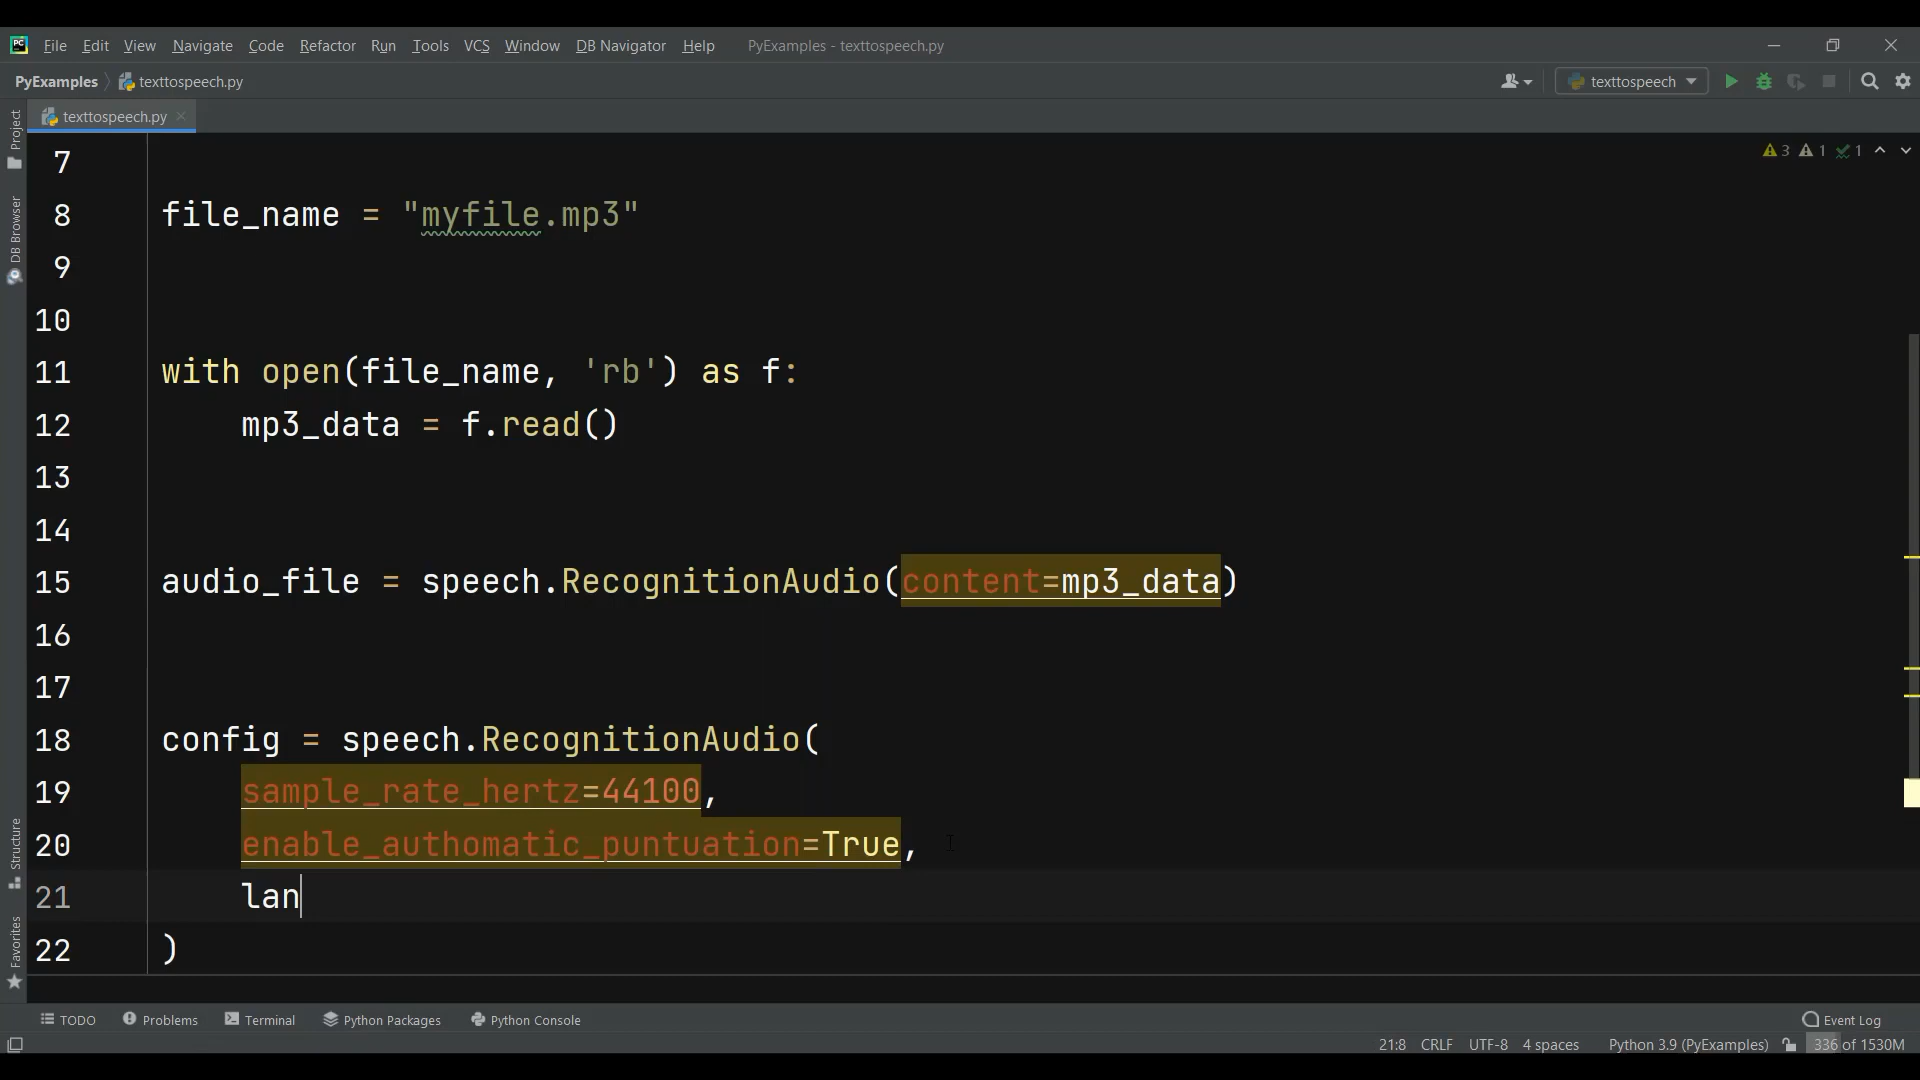 PC File Edit View Navigate Code Refactor Run Tools VCS Window DB Navigator Help PyExamples - texttospeech.py
PyExamples texttospeech.py texttospeech
texttospeech.py
Project
DB Browser
Structure
Favorites
3 1 1
7
8 file_name = "myfile.mp3"
9
10
11 with open(file_name, 'rb') as f:
12 mp3_data = f.read()
13
14
15 audio_file = speech.RecognitionAudio(content=mp3_data)
16
17
18 config = speech.RecognitionAudio(
19 sample_rate_hertz=44100,
20 enable_authomatic_puntuation=True,
21 lan
22 )
TODO Problems Terminal Python Packages Python Console Event Log
21:8 CRLF UTF-8 4 spaces Python 3.9 (PyExamples) 336 of 1530M